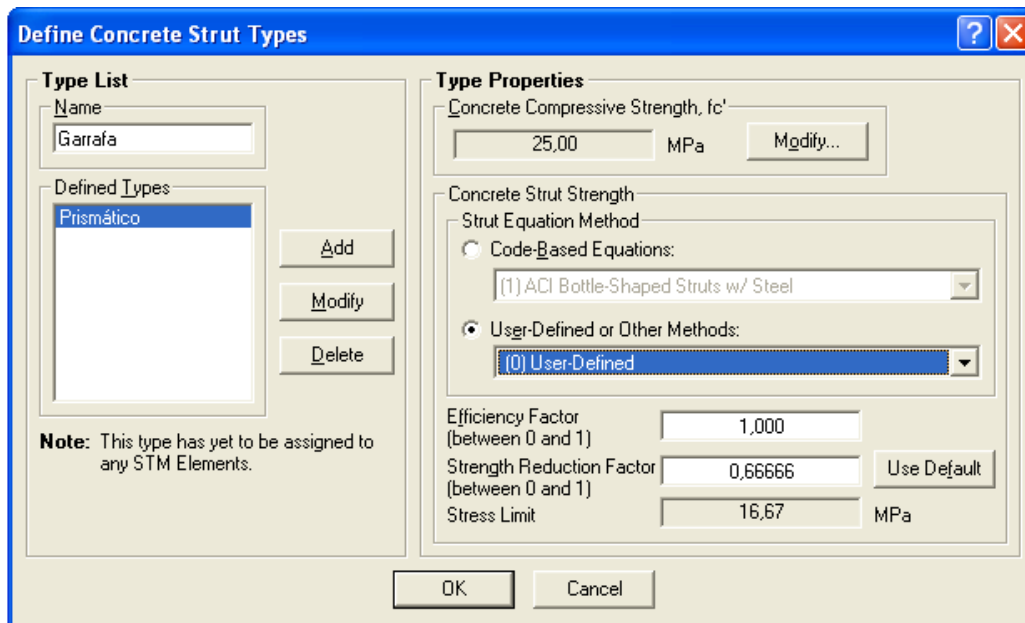 Define Concrete Strut Types
Type List
Name
Garrafa
Defined Types
Prismático
Add
Modify
Delete
Note: This type has yet to be assigned to
any STM Elements.
Type Properties
Concrete Compressive Strength, fc'
25,00 MPa Modify...
Concrete Strut Strength
Strut Equation Method
Code-Based Equations:
(1) ACI Bottle-Shaped Struts w/ Steel
User-Defined or Other Methods:
(0) User-Defined
Efficiency Factor
(between 0 and 1) 1,000
Strength Reduction Factor
(between 0 and 1) 0,66666 Use Default
Stress Limit 16,67 MPa
OK Cancel